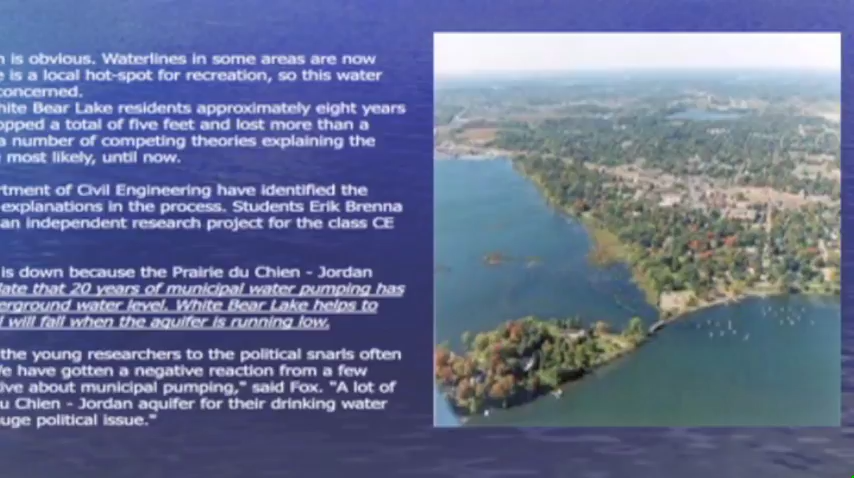 n is obvious. Waterlines in some areas are now
e is a local hot-spot for recreation, so this water
concerned.
hite Bear Lake residents approximately eight years
opped a total of five feet and lost more than a
a number of competing theories explaining the
most likely, until now.
rtment of Civil Engineering have identified the
explanations in the process. Students Erik Brenna
an independent research project for the class CE
is down because the Prairie du Chien - Jordan
late that 20 years of municipal water pumping has
erground water level. White Bear Lake helps to
l will fall when the aquifer is running low.
the young researchers to the political snarls often
We have gotten a negative reaction from a few
ive about municipal pumping," said Fox. "A lot of
u Chien - Jordan aquifer for their drinking water
uge political issue."